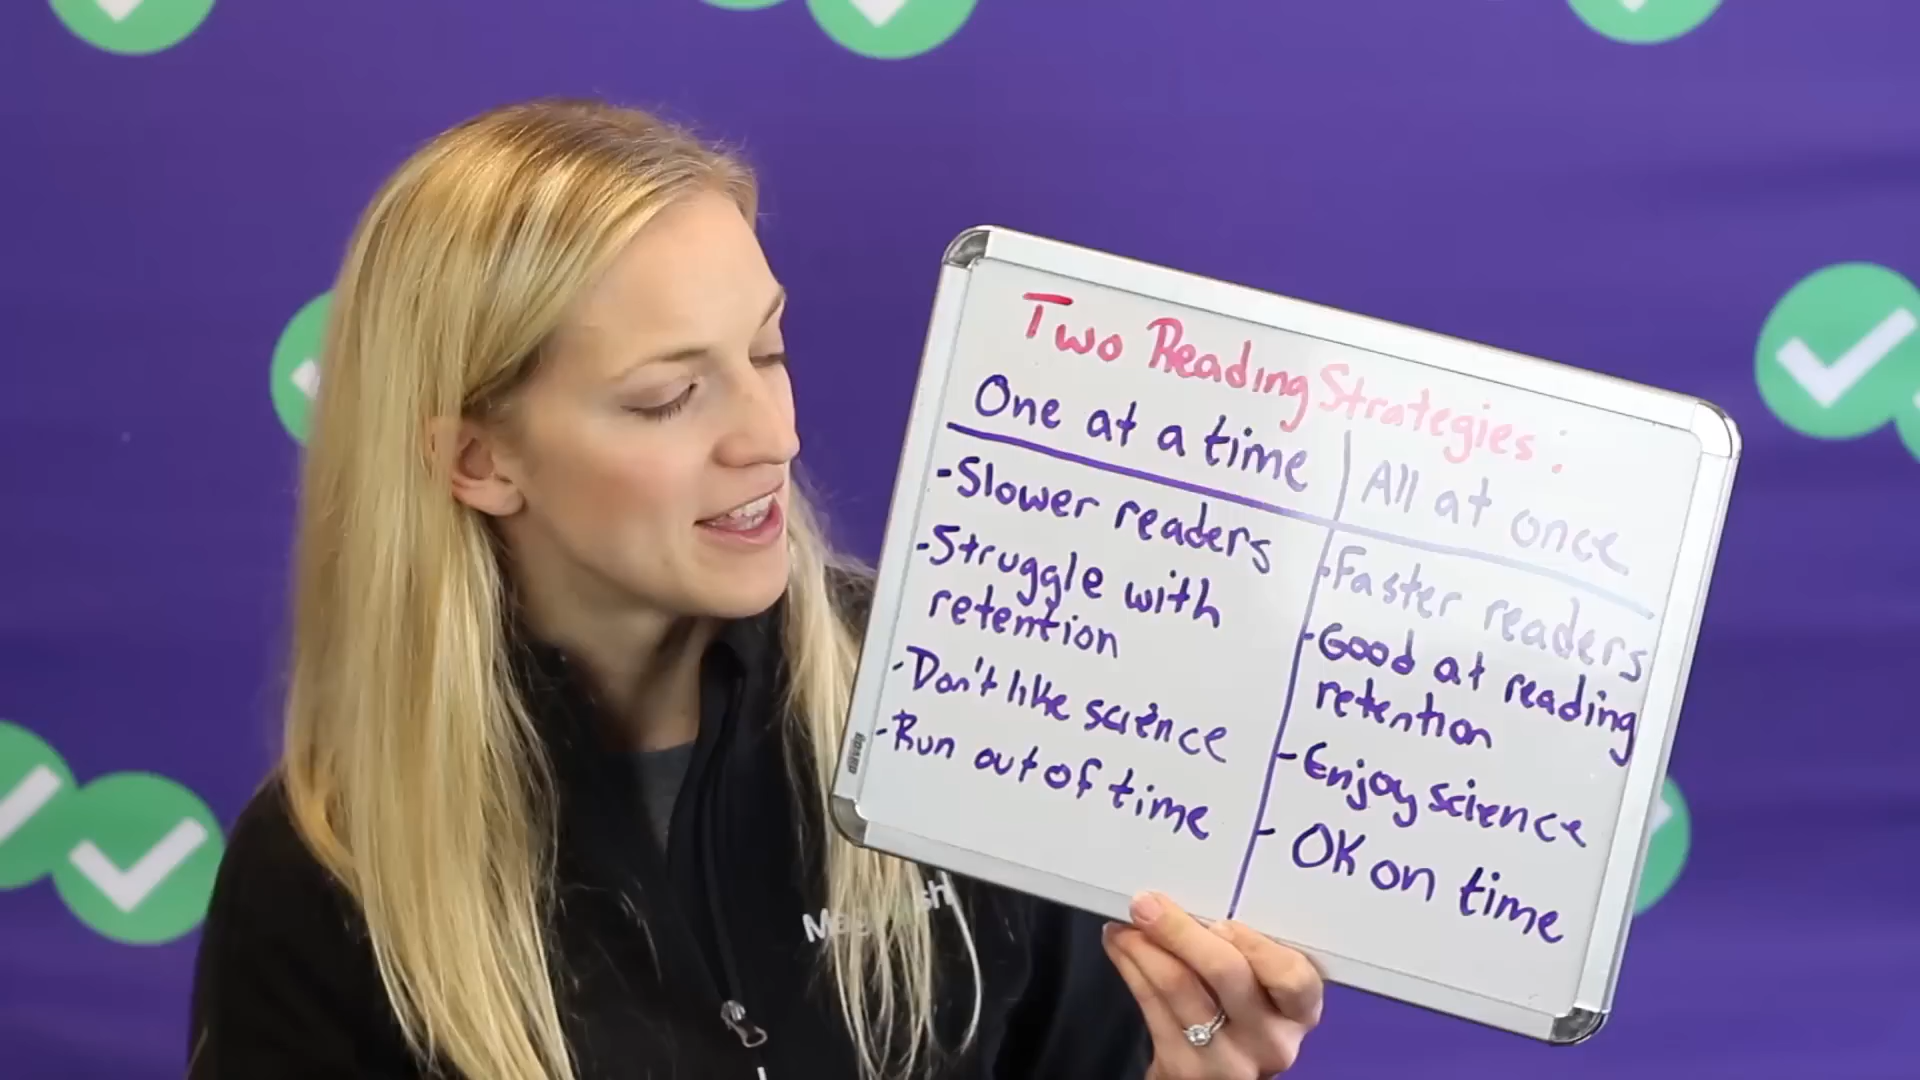 Two Reading Strategies:
One at a time
-Slower readers
-Struggle with
retention
-Don't like science
-Run out of time
All at once
-Faster readers
-Good at reading
retention
-Enjoy science
-OK on time